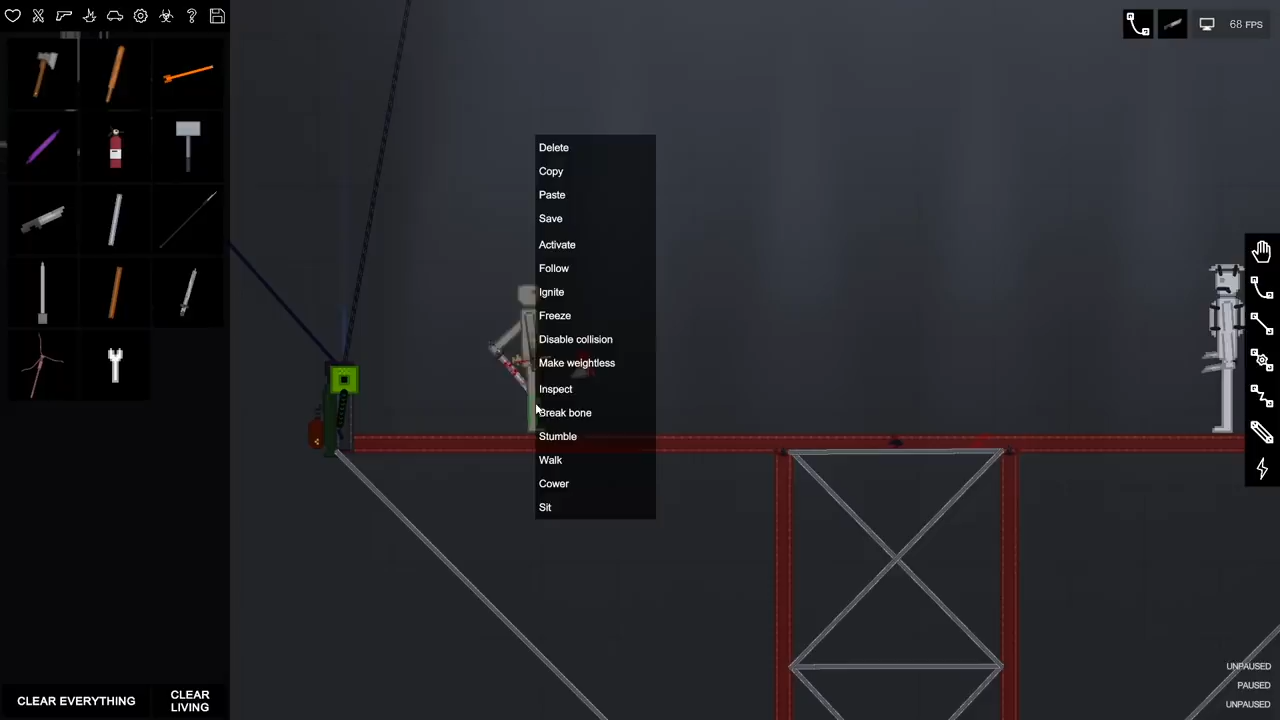 68 FPS
Delete
Copy
Paste
Save
Activate
Follow
Ignite
Freeze
Disable collision
Make weightless
Inspect
Break bone
Stumble
Walk
Cower
Sit
UNPAUSED
PAUSED
UNPAUSED
CLEAR EVERYTHING
CLEAR
LIVING